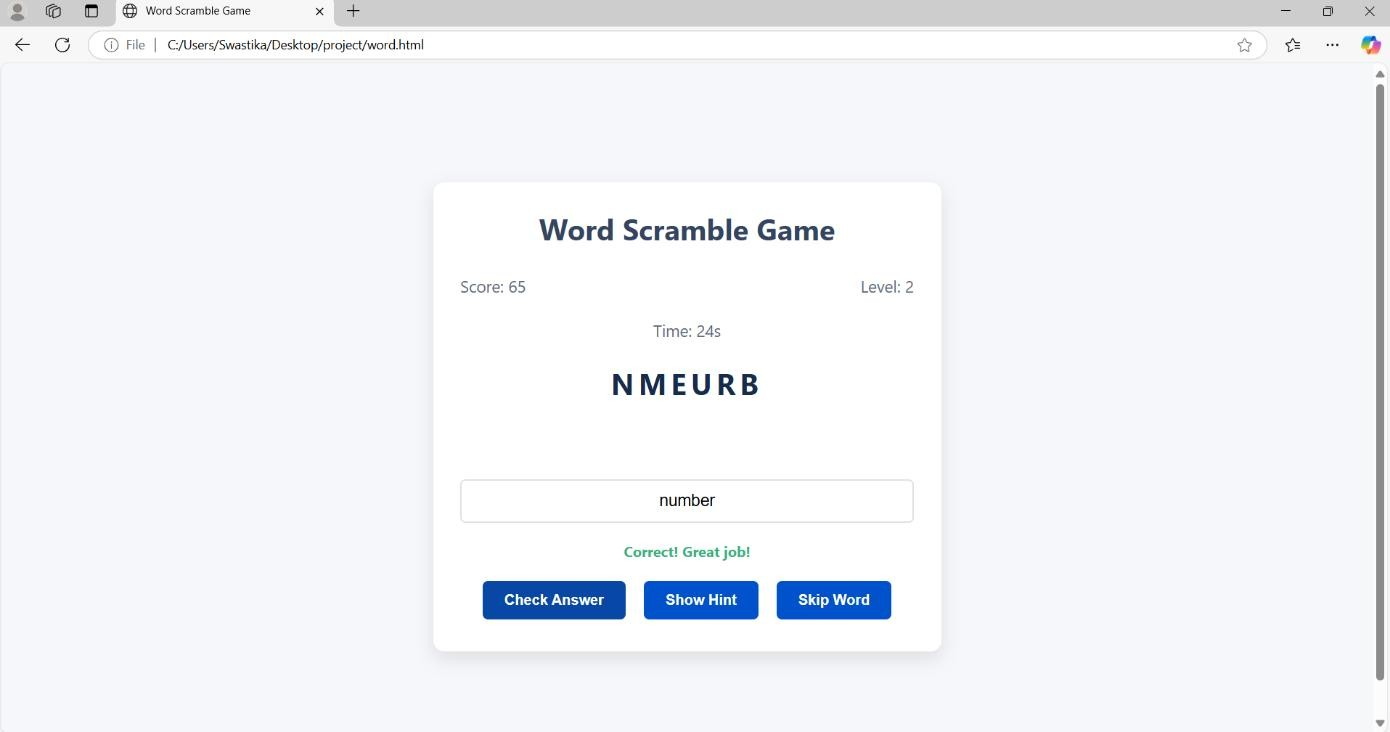 Word Scramble Game
File
C:/Users/Swastika/Desktop/project/word.html
Word Scramble Game
Score: 65 Level: 2
Time: 24s
NMEURB
number
Correct! Great job!
Check Answer Show Hint Skip Word